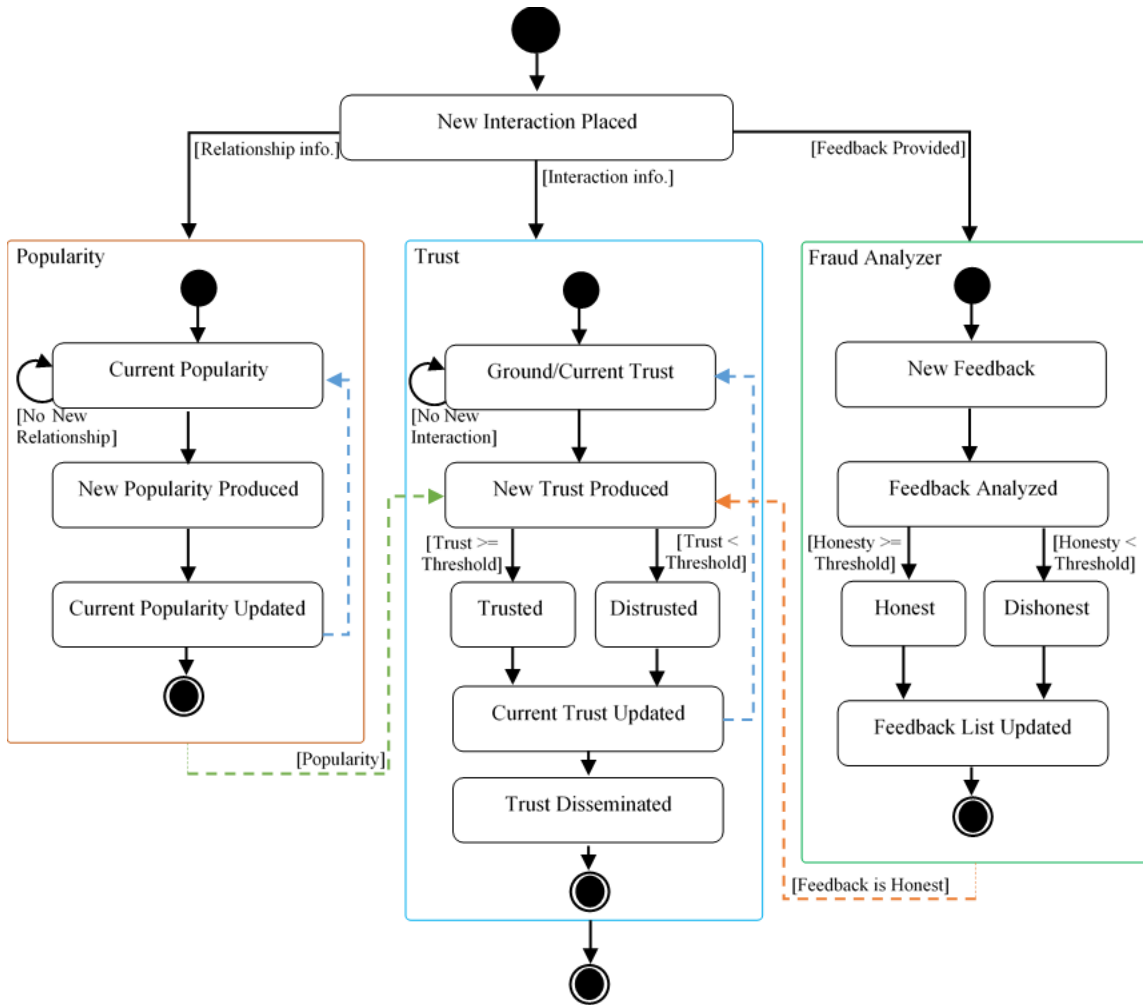 New Interaction Placed
[Relationship info.]
[Interaction info.]
[Feedback Provided]
Popularity
Current Popularity
[No New
Relationship]
New Popularity Produced
Current Popularity Updated
[Popularity]
Trust
Ground/Current Trust
[No New
Interaction]
New Trust Produced
[Trust >=
Threshold]
[Trust <
Threshold]
Trusted
Distrusted
Current Trust Updated
Trust Disseminated
Fraud Analyzer
New Feedback
Feedback Analyzed
[Honesty >=
Threshold]
[Honesty <
Threshold]
Honest
Dishonest
Feedback List Updated
[Feedback is Honest]